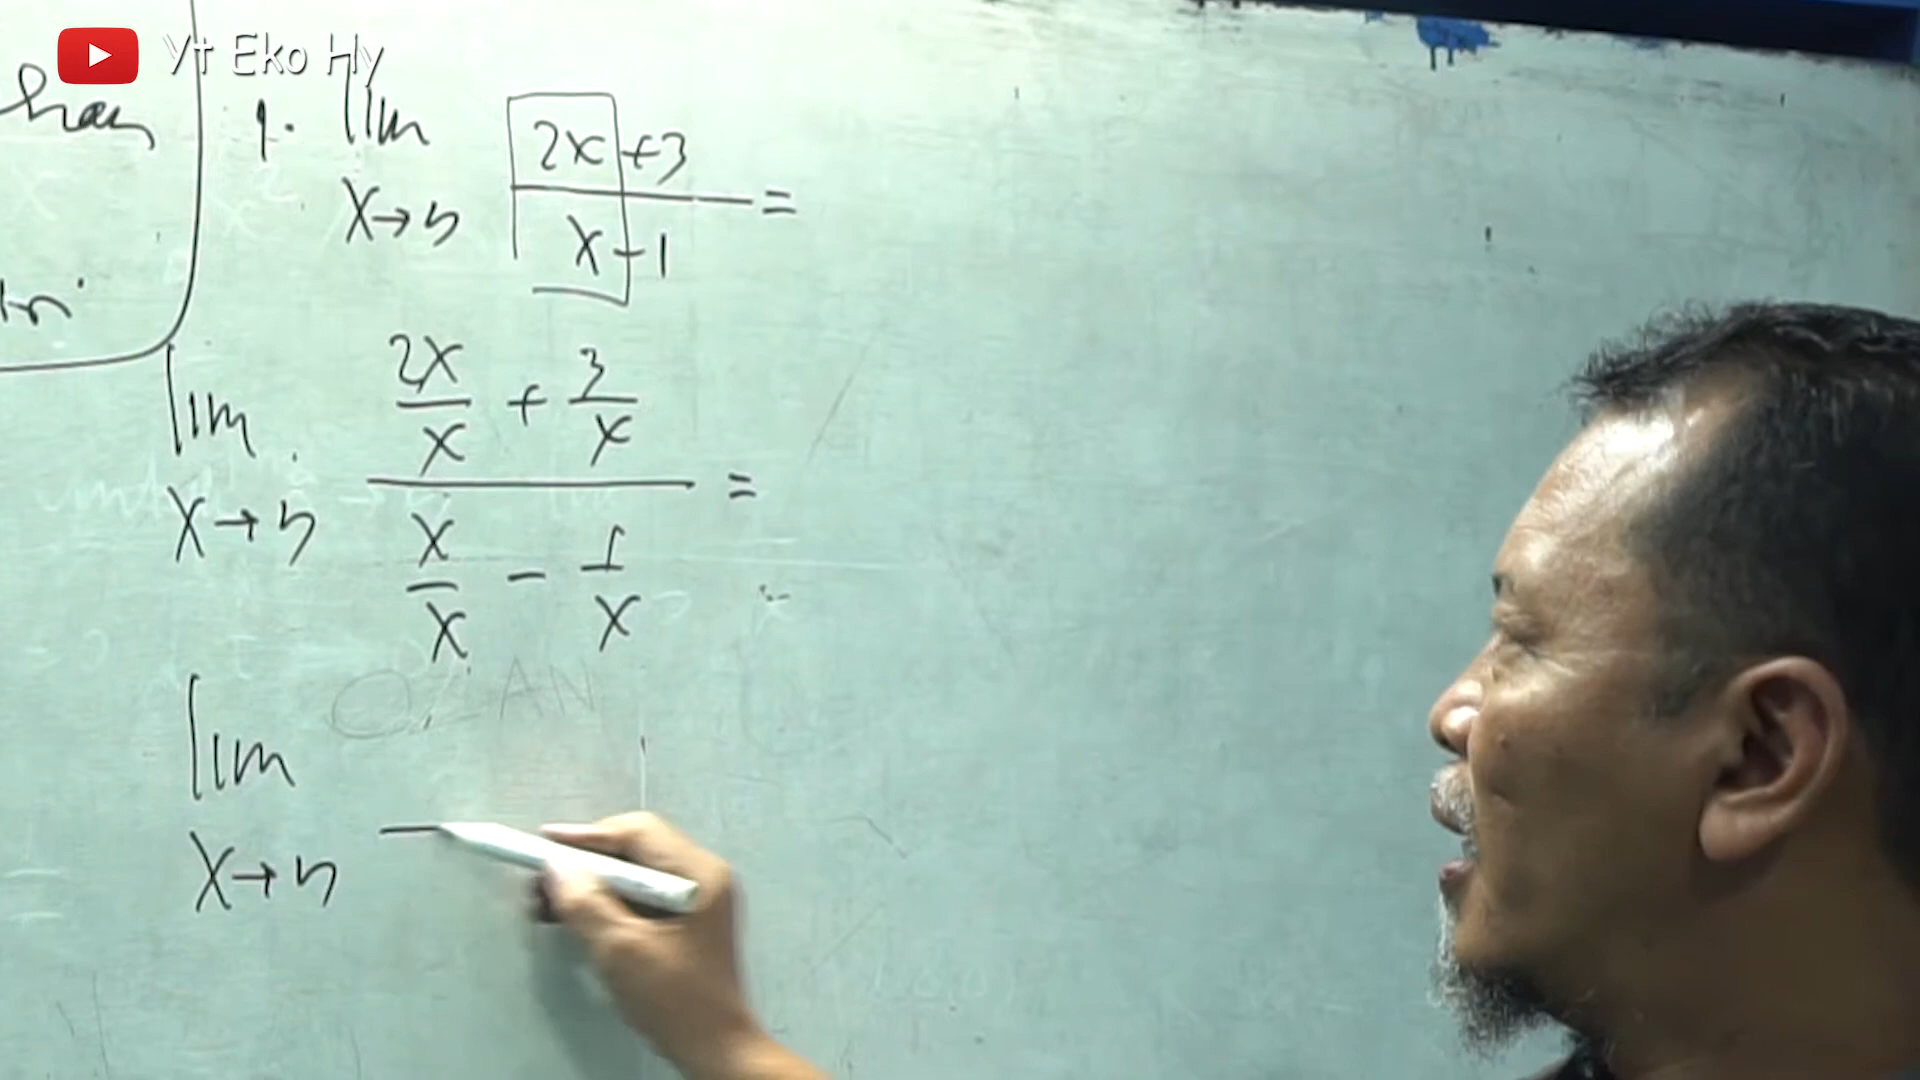 Yt Eko Hly
1. lim 2x + 3
x→n x - 1 =
lim 2x/x + 3/x
x→n x/x - 1/x =
lim
x→n